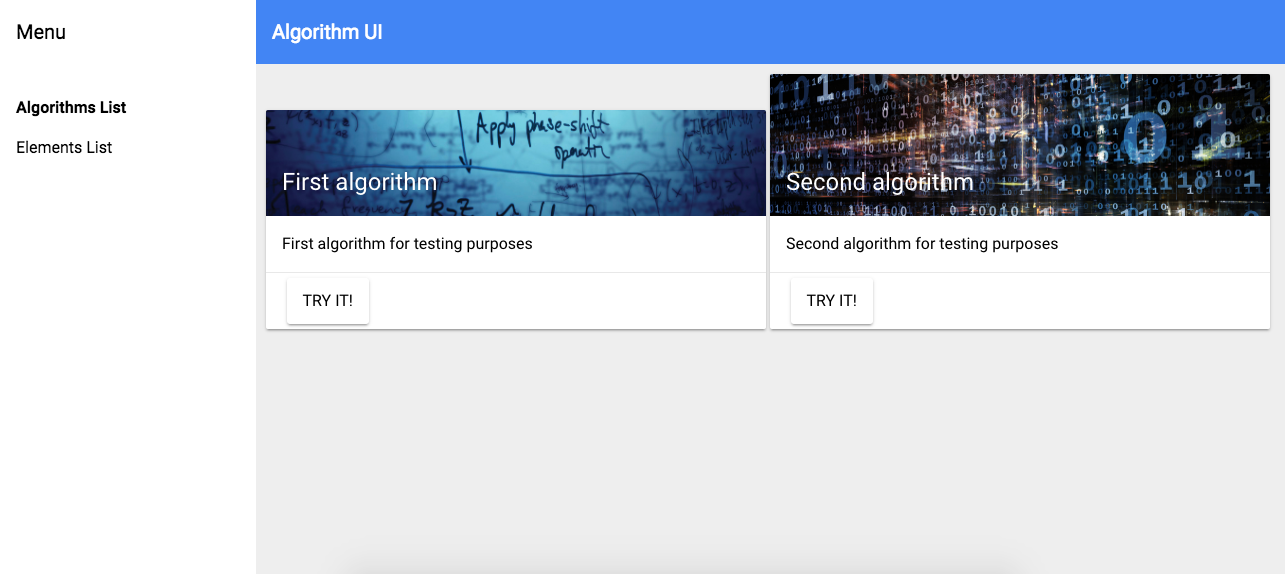 Menu
Algorithm UI
Algorithms List
Elements List
Apply phase-shift
operath
First algorithm
First algorithm for testing purposes
TRY IT!
Second algorithm
Second algorithm for testing purposes
TRY IT!